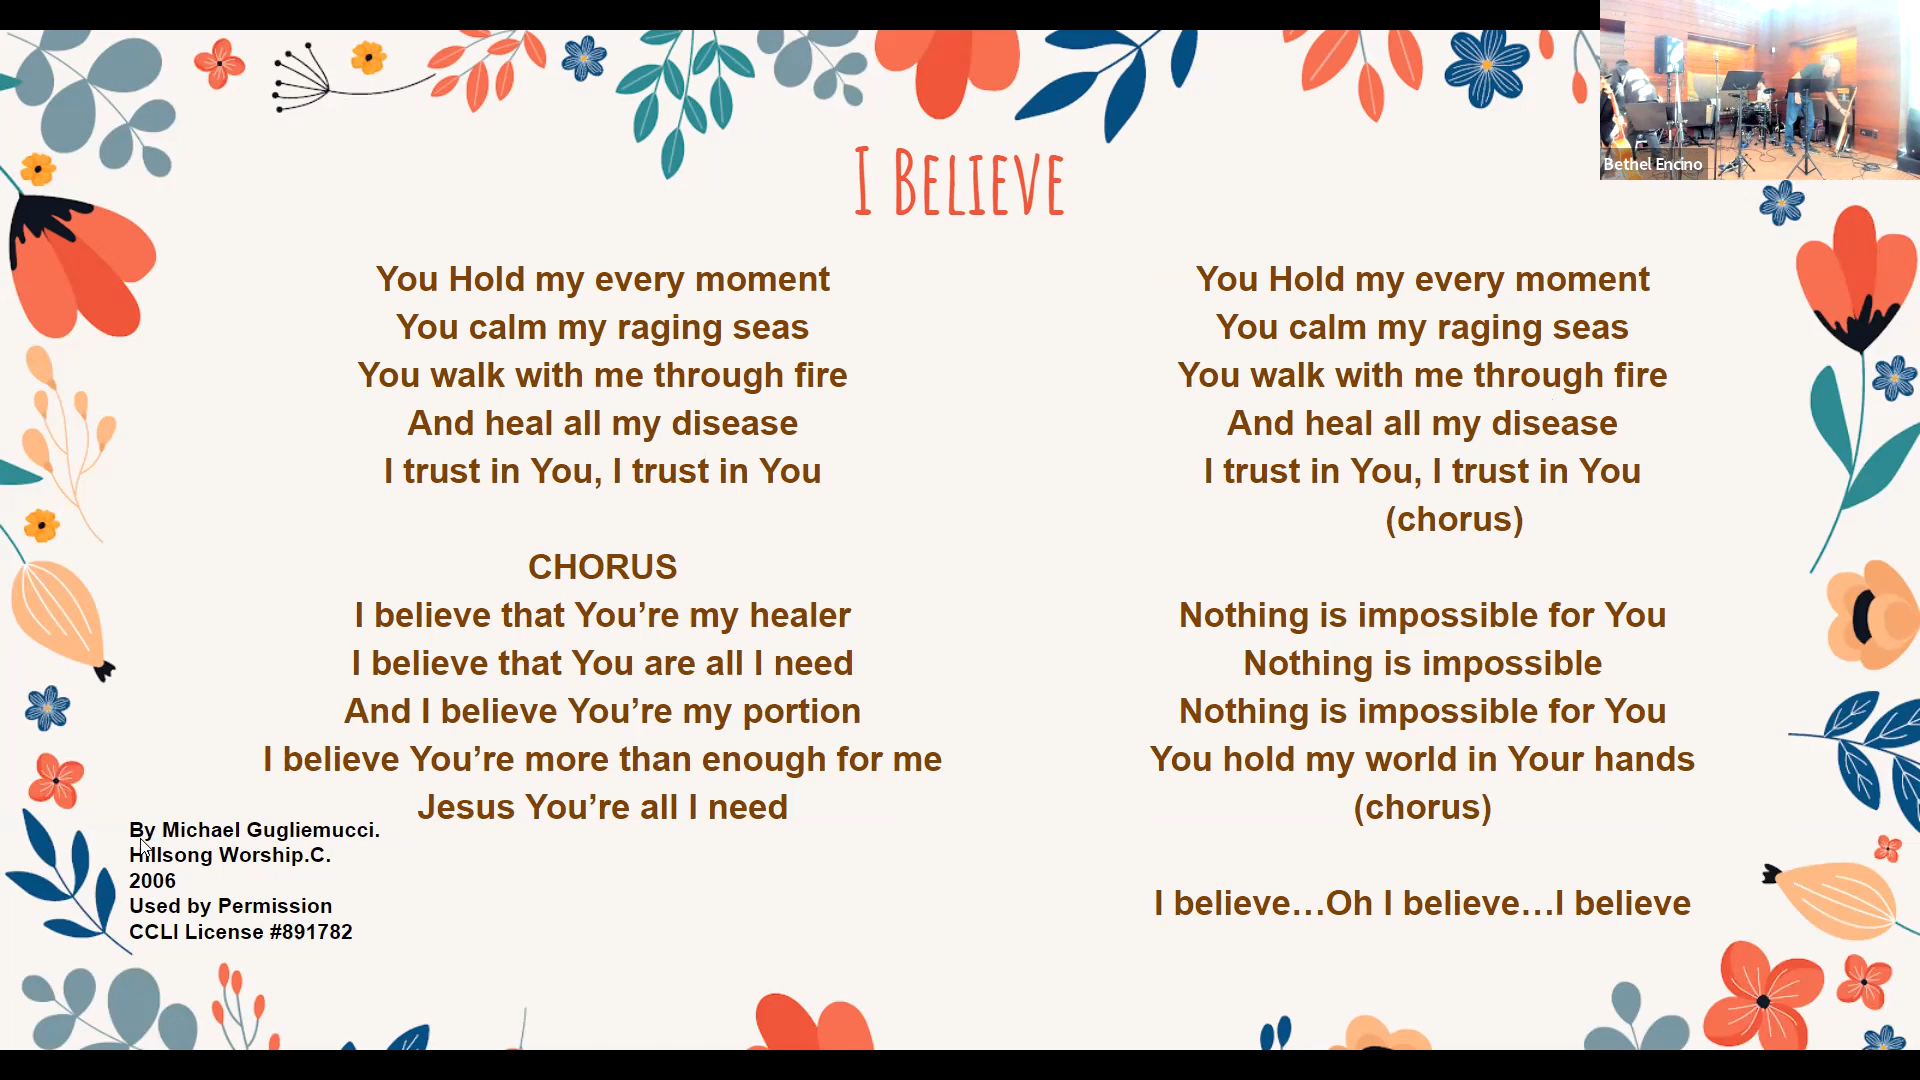 Bethel Encino
I Believe
You Hold my every moment
You calm my raging seas
You walk with me through fire
And heal all my disease
I trust in You, I trust in You
CHORUS
I believe that You’re my healer
I believe that You are all I need
And I believe You’re my portion
I believe You’re more than enough for me
Jesus You’re all I need
By Michael Gugliemucci.
Hillsong Worship.C.
2006
Used by Permission
CCLI License #891782
You Hold my every moment
You calm my raging seas
You walk with me through fire
And heal all my disease
I trust in You, I trust in You
(chorus)
Nothing is impossible for You
Nothing is impossible
Nothing is impossible for You
You hold my world in Your hands
(chorus)
I believe…Oh I believe…I believe